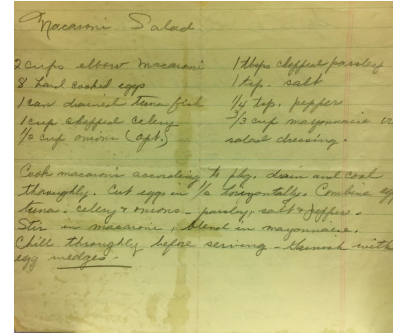 Macaroni Salad
2 cups elbow macaroni
8 hard cooked eggs
1 can drained tuna fish
1 cup chopped celery
1/2 cup onions (opt.)
1 tbsps chopped parsley
1 tsp. salt
1/4 tsp. pepper
2/3 cup mayonnaise or
salad dressing.
Cook macaroni according to pkg. drain and cool
thoroughly. Cut eggs in 1/2 horizontally. Combine egg
tuna - celery & onions - parsley, salt & pepper.
Stir in macaroni, blend in mayonnaise.
Chill throughly before serving - Garnish with
egg wedges.